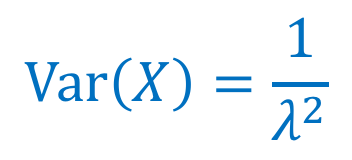 Var(X) = 1/λ²